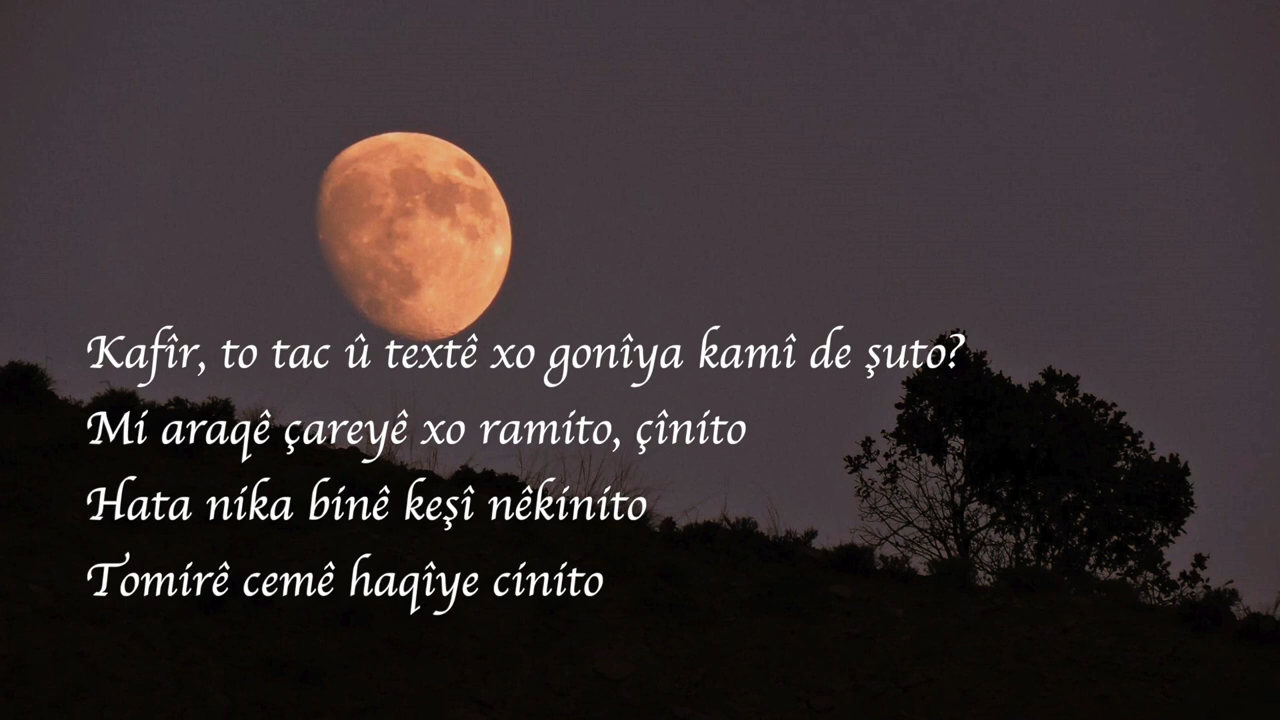 Kafîr, to tac û textê xo gonîya kamî de şuto?
Mi araqê çareyê xo ramito, çînito
Hata nika binê keşî nêkinito
Tomirê cemê haqîye cinito